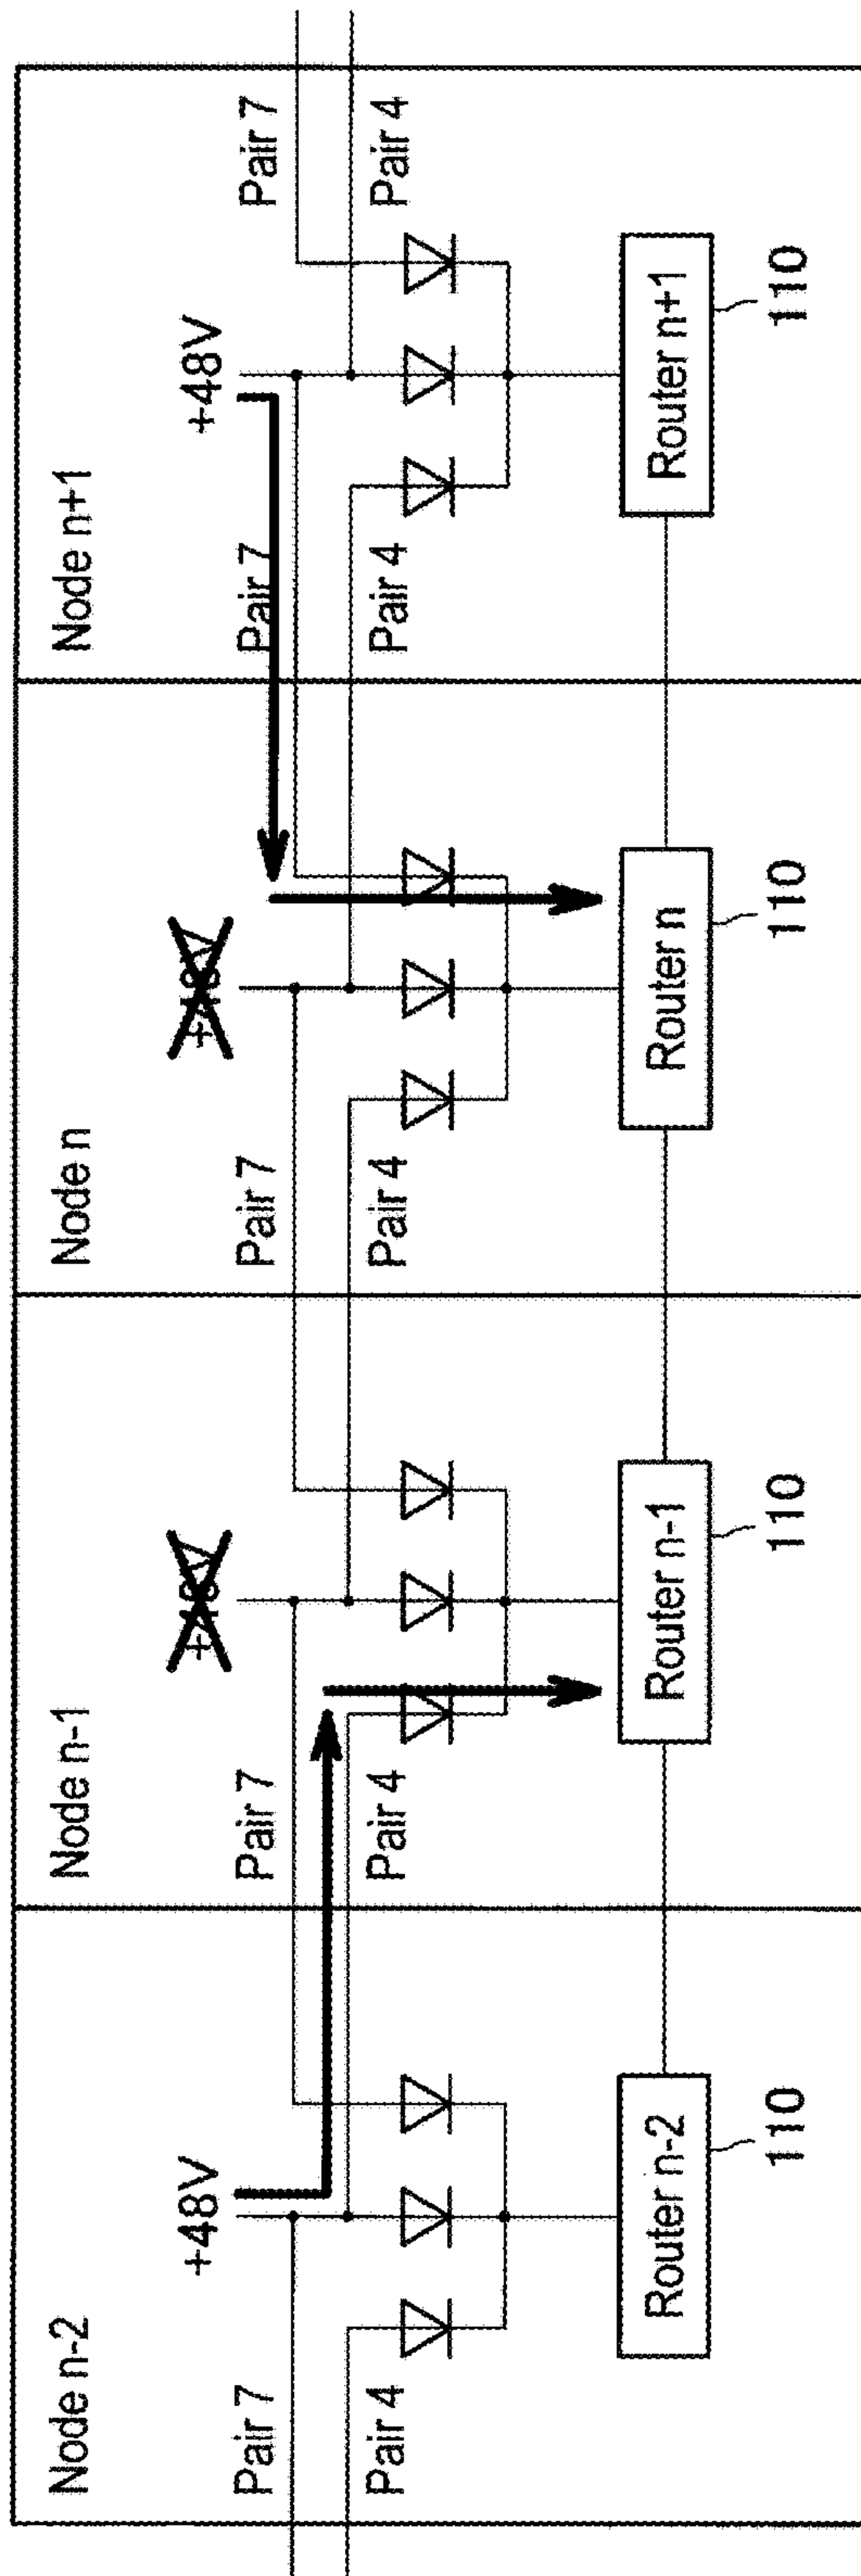 Node n-2
Node n-1
Node n
Node n+1
+48V
+48V
+48V
+48V
Pair 7
Pair 7
Pair 7
Pair 7
Pair 7
Pair 4
Pair 4
Pair 4
Pair 4
Pair 4
Router n-2
Router n-1
Router n
Router n+1
110
110
110
110